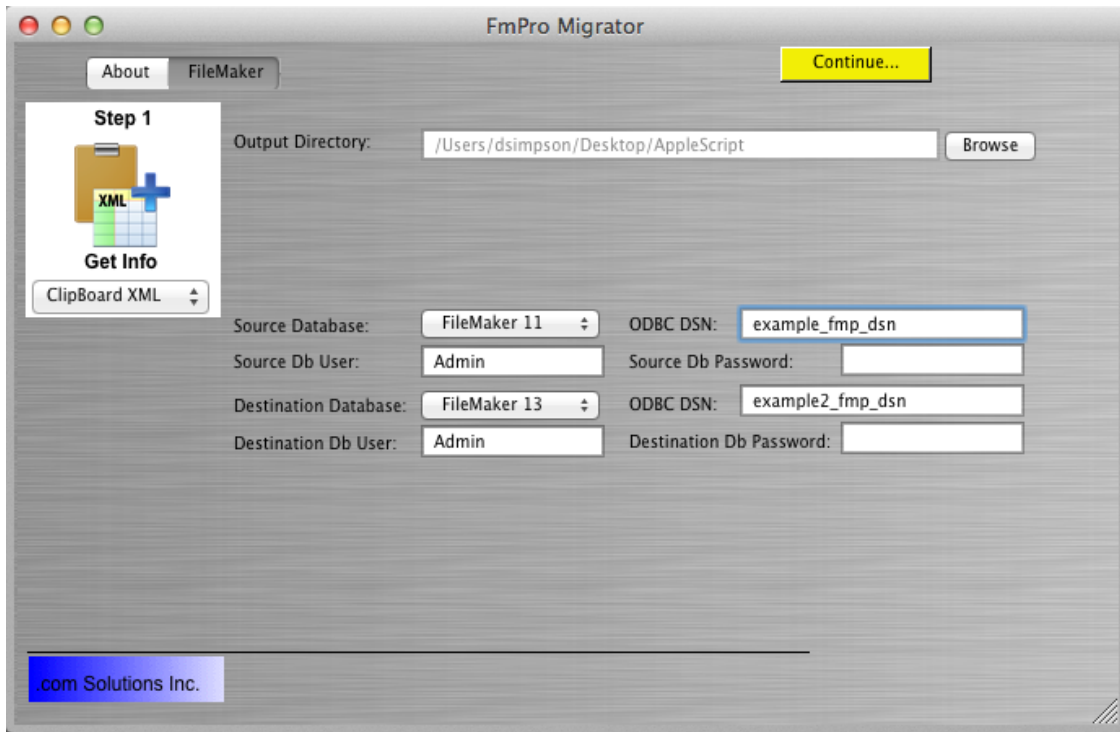 FmPro Migrator
About FileMaker Continue...
Step 1
XML
Get Info
ClipBoard XML
Output Directory: /Users/dsimpson/Desktop/AppleScript Browse
Source Database: FileMaker 11 ODBC DSN: example_fmp_dsn
Source Db User: Admin Source Db Password:
Destination Database: FileMaker 13 ODBC DSN: example2_fmp_dsn
Destination Db User: Admin Destination Db Password:
.com Solutions Inc.